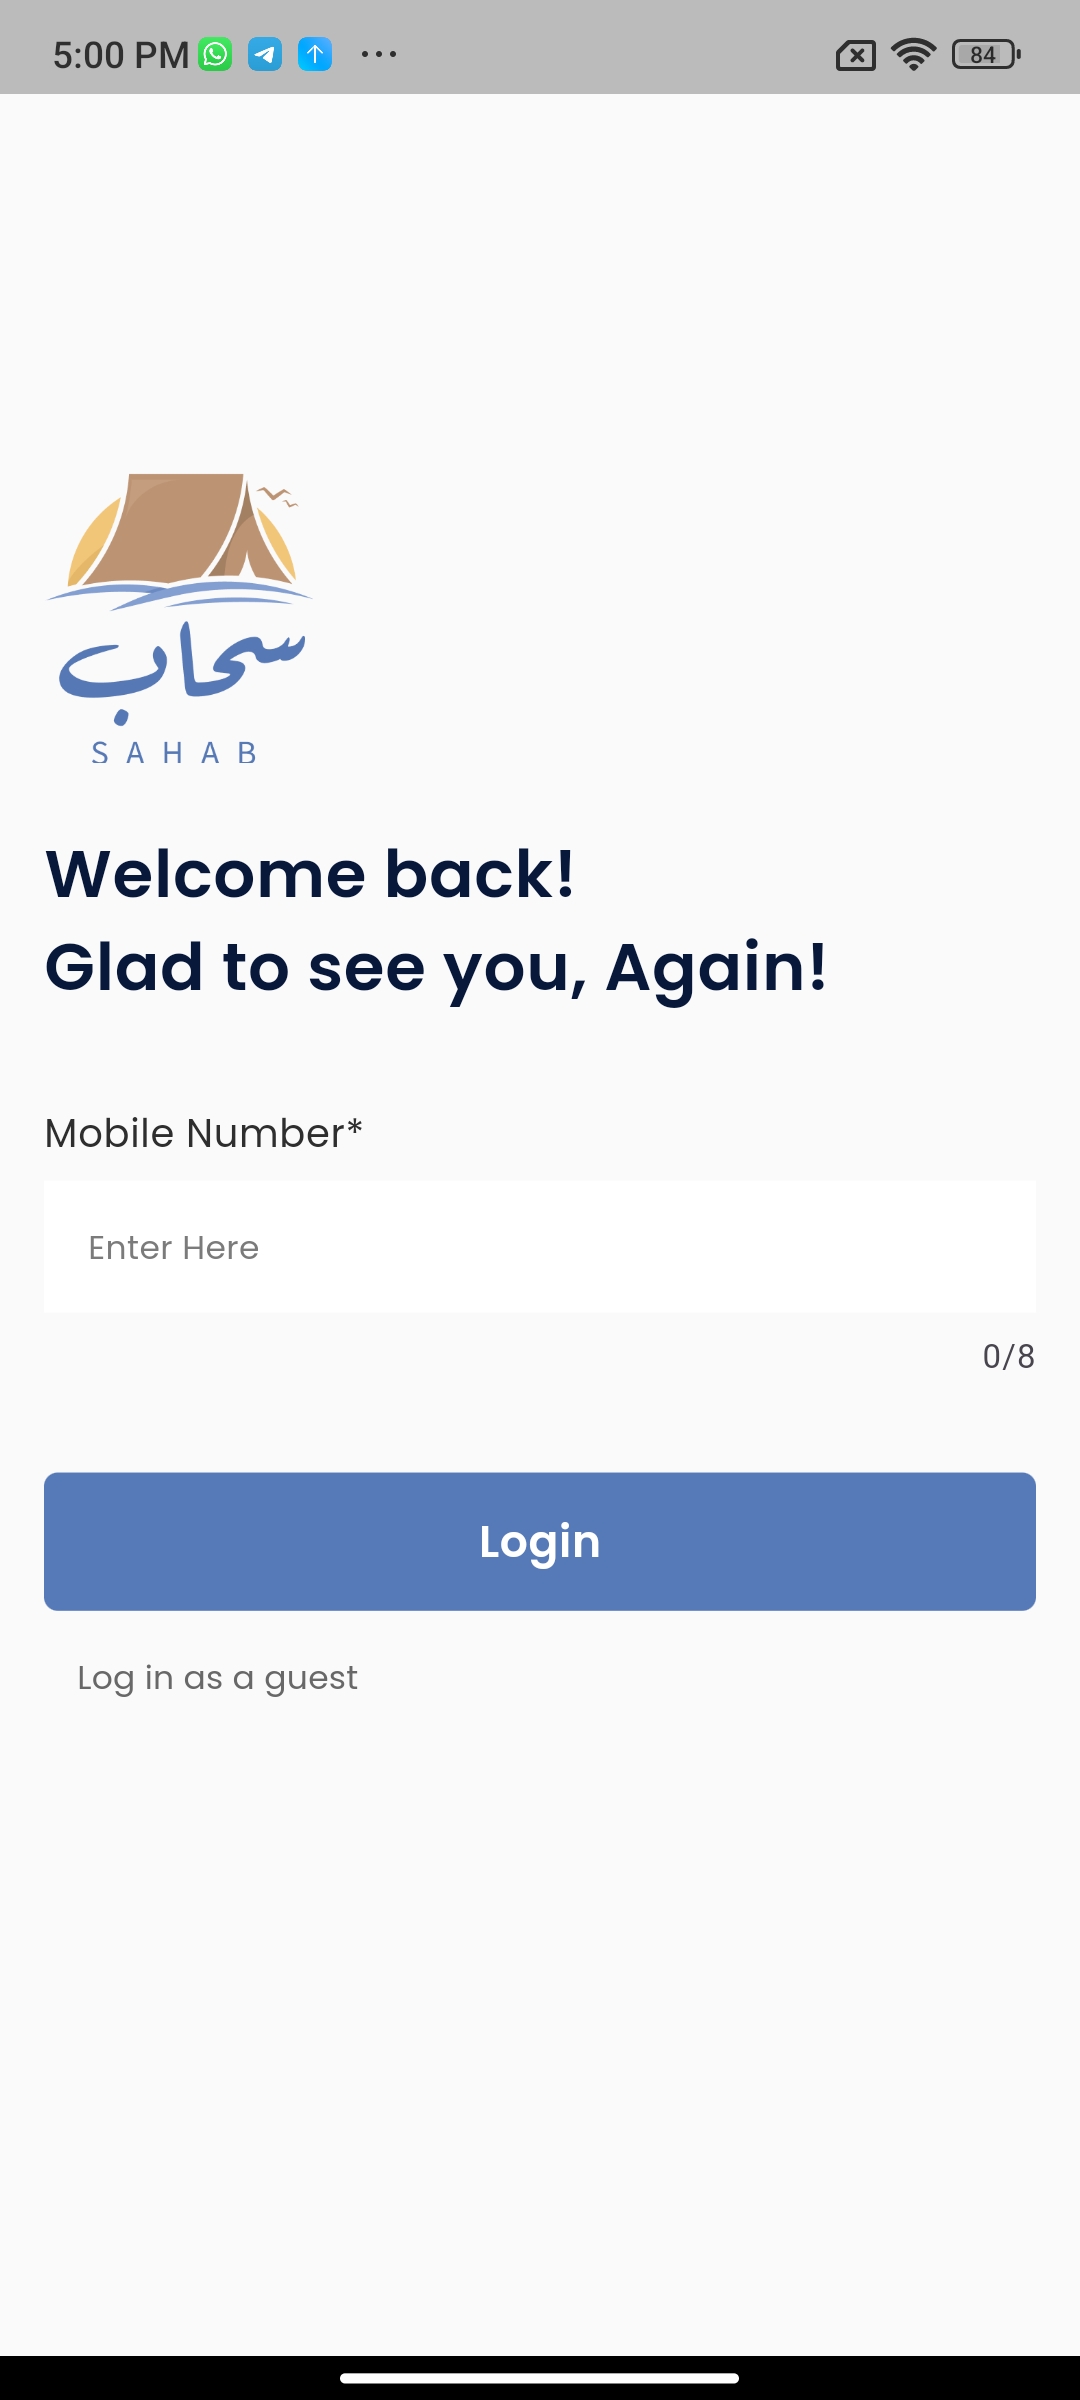 5:00 PM
84
سحاب
SAHAB
Welcome back!
Glad to see you, Again!
Mobile Number*
Enter Here
0/8
Login
Log in as a guest